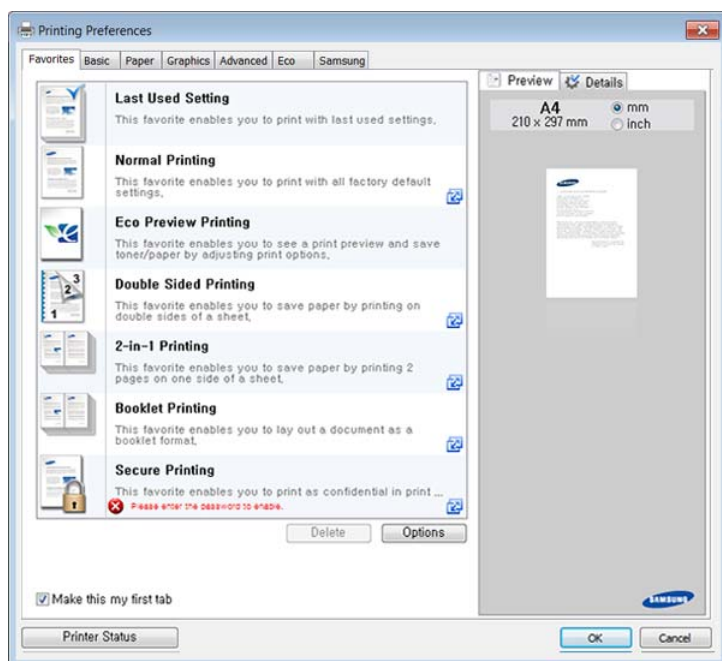 Printing Preferences
Favorites Basic Paper Graphics Advanced Eco Samsung
Last Used Setting
This favorite enables you to print with last used settings.
Normal Printing
This favorite enables you to print with all factory default
settings.
Eco Preview Printing
This favorite enables you to see a print preview and save
toner/paper by adjusting print options.
Double Sided Printing
This favorite enables you to save paper by printing on
double sides of a sheet.
3
2
1
2-in-1 Printing
This favorite enables you to save paper by printing 2
pages on one side of a sheet.
Booklet Printing
This favorite enables you to lay out a document as a
booklet format.
Secure Printing
This favorite enables you to print as confidential in print ...
Please enter the password to enable.
Delete Options
Make this my first tab
Printer Status
Preview Details
A4
210 x 297 mm
mm
inch
SAMSUNG
OK Cancel